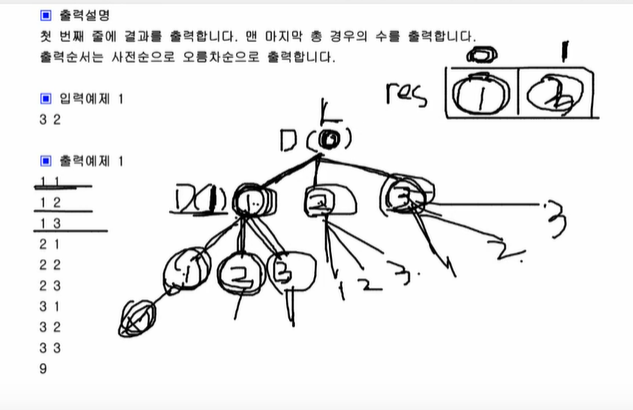 ▣ 출력설명
첫 번째 줄에 결과를 출력합니다. 맨 마지막 총 경우의 수를 출력합니다.
출력순서는 사전순으로 오름차순으로 출력합니다.
0 1
res 1 3
▣ 입력예제 1
3 2
L
D(0)
▣ 출력예제 1
1 1
1 2
1 3
2 1
2 2
2 3
3 1
3 2
3 3
9
D(1) 1 2 3
1 2 3
1 2 3
1 2 3